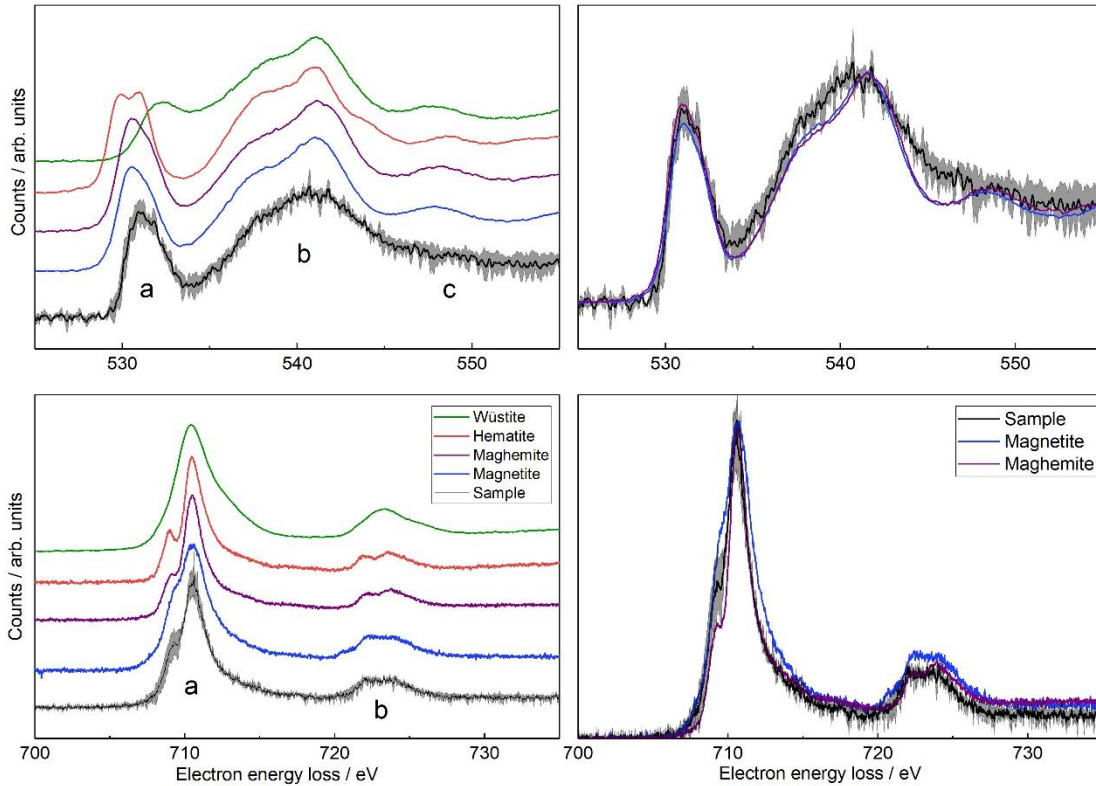 Counts / arb. units
a
b
c
530
540
550
530
540
550
Counts / arb. units
Wüstite
Hematite
Maghemite
Magnetite
Sample
a
b
700
710
720
730
Electron energy loss / eV
Sample
Magnetite
Maghemite
700
710
720
730
Electron energy loss / eV